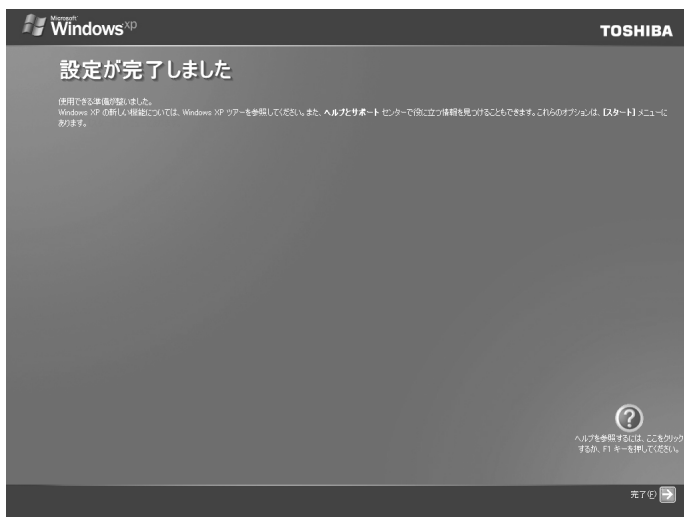 Microsoft
Windows xp
TOSHIBA
設定が完了しました
使用できる準備が整いました。
Windows XP の新しい機能については、Windows XP ツアーを参照してください。また、ヘルプとサポート センターで役に立つ情報を見つけることもできます。これらのオプションは、[スタート] メニューに
あります。
ヘルプを参照するには、ここをクリック
するか、F1 キーを押してください。
完了(F)